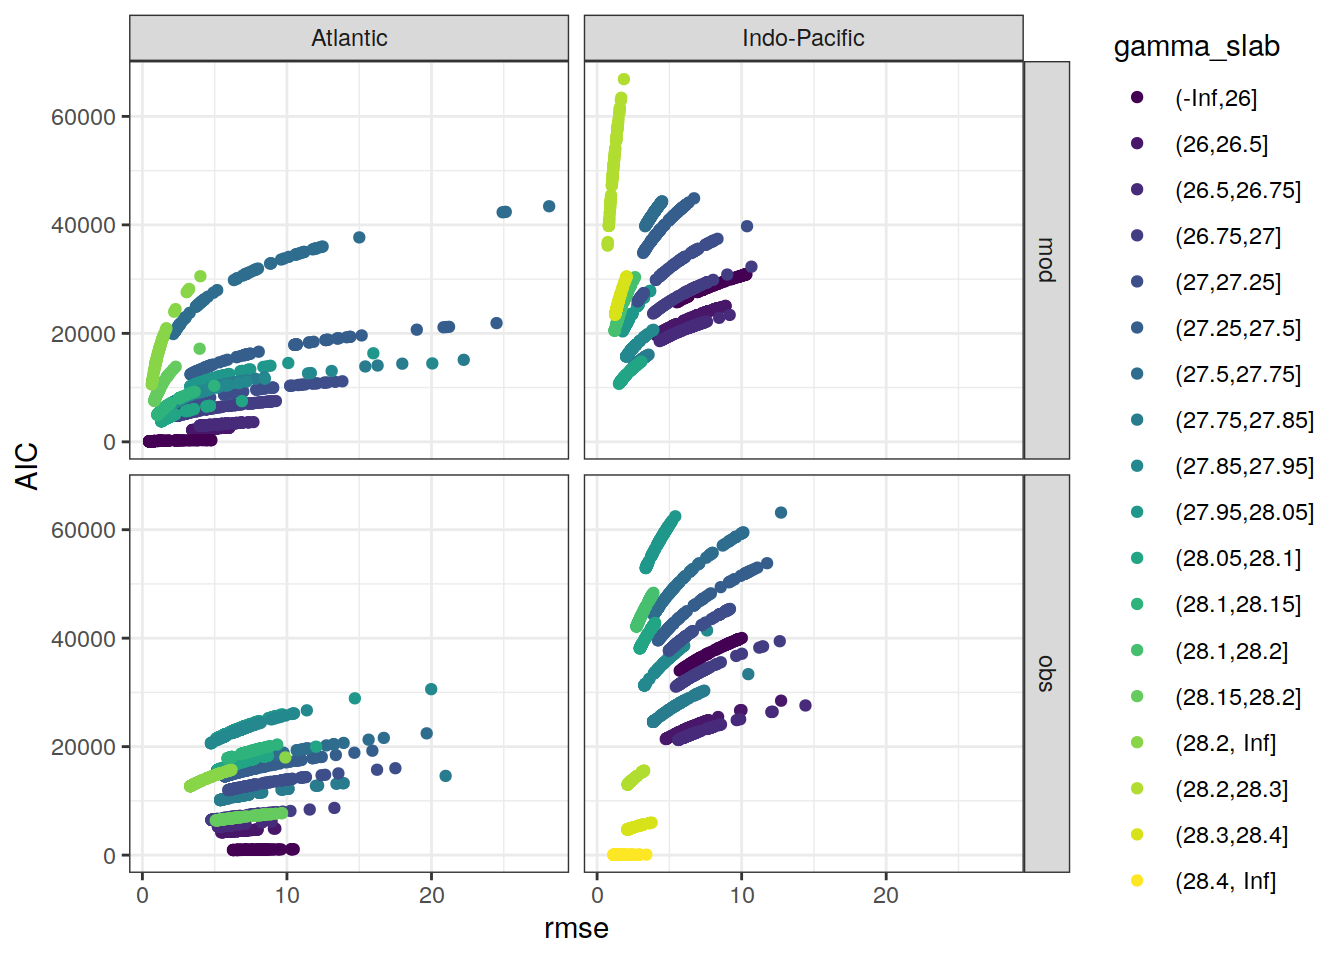 Atlantic
Indo-Pacific
mod
obs
60000
40000
20000
0
60000
40000
20000
0
0
10
20
0
10
20
AIC
rmse
gamma_slab
(-Inf,26]
(26,26.5]
(26.5,26.75]
(26.75,27]
(27,27.25]
(27.25,27.5]
(27.5,27.75]
(27.75,27.85]
(27.85,27.95]
(27.95,28.05]
(28.05,28.1]
(28.1,28.15]
(28.1,28.2]
(28.15,28.2]
(28.2, Inf]
(28.2,28.3]
(28.3,28.4]
(28.4, Inf]